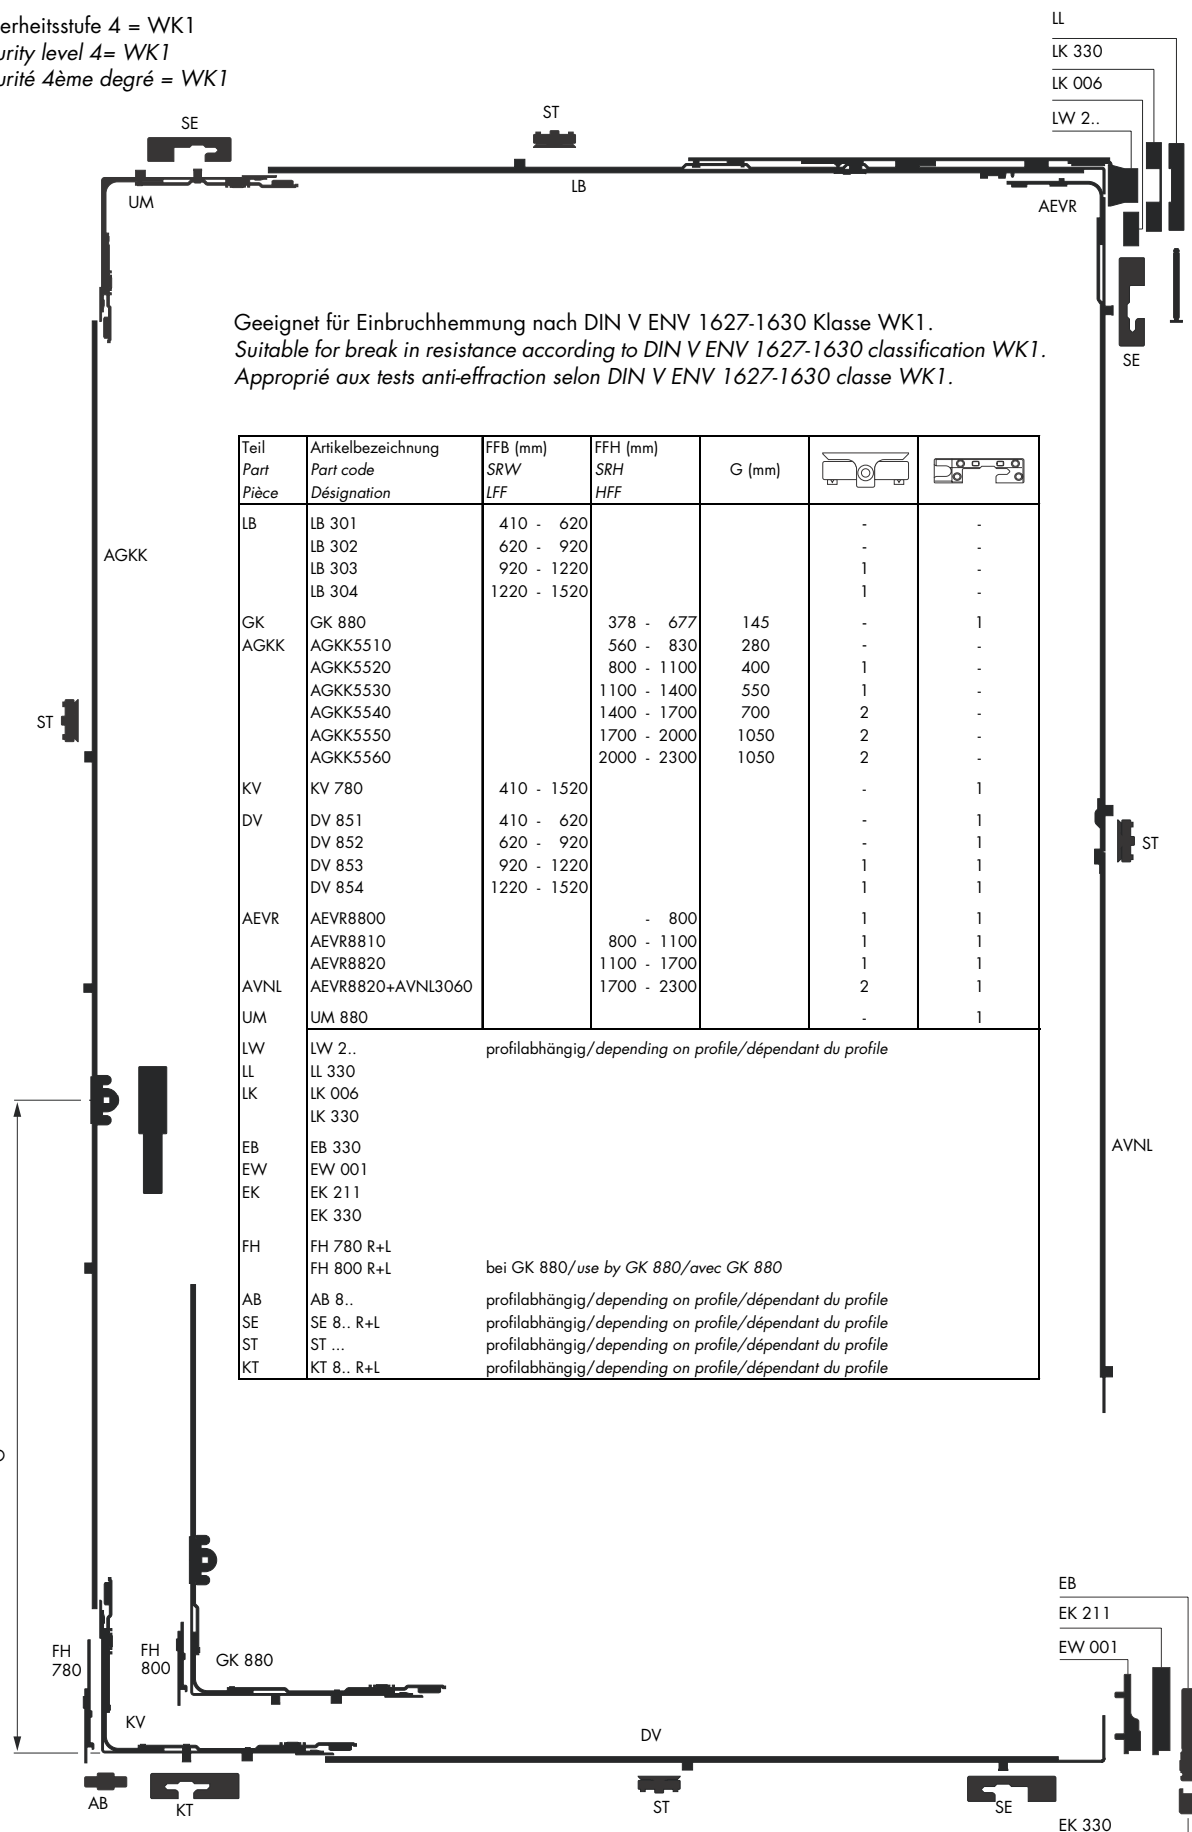 erheitsstufe 4 = WK1
urity level 4= WK1
urité 4ème degré = WK1
LL
LK 330
LK 006
LW 2..
SE
ST
UM
LB
AEVR
SE
Geeignet für Einbruchhemmung nach DIN V ENV 1627-1630 Klasse WK1.
Suitable for break in resistance according to DIN V ENV 1627-1630 classification WK1.
Approprié aux tests anti-effraction selon DIN V ENV 1627-1630 classe WK1.
Teil Artikelbezeichnung FFB (mm) FFH (mm)
Part Part code SRW SRH G (mm)
Pièce Désignation LFF HFF
LB LB 301 410 - 620 - -
LB 302 620 - 920 - -
LB 303 920 - 1220 1 -
LB 304 1220 - 1520 1 -
GK GK 880 378 - 677 145 - 1
AGKK AGKK5510 560 - 830 280 - -
AGKK5520 800 - 1100 400 1 -
AGKK5530 1100 - 1400 550 1 -
AGKK5540 1400 - 1700 700 2 -
AGKK5550 1700 - 2000 1050 2 -
AGKK5560 2000 - 2300 1050 2 -
KV KV 780 410 - 1520 - 1
DV DV 851 410 - 620 - 1
DV 852 620 - 920 - 1
DV 853 920 - 1220 1 1
DV 854 1220 - 1520 1 1
AEVR AEVR8800 - 800 1 1
AEVR8810 800 - 1100 1 1
AEVR8820 1100 - 1700 1 1
AVNL AEVR8820+AVNL3060 1700 - 2300 2 1
UM UM 880 - 1
LW LW 2.. profilabhängig/depending on profile/dépendant du profile
LL LL 330
LK LK 006
LK 330
EB EB 330
EW EW 001
EK EK 211
EK 330
FH FH 780 R+L
FH 800 R+L bei GK 880/use by GK 880/avec GK 880
AB AB 8.. profilabhängig/depending on profile/dépendant du profile
SE SE 8.. R+L profilabhängig/depending on profile/dépendant du profile
ST ST ... profilabhängig/depending on profile/dépendant du profile
KT KT 8.. R+L profilabhängig/depending on profile/dépendant du profile
AGKK
ST
ST
AVNL
FH
780
FH
800
GK 880
KV
DV
AB
KT
ST
SE
EB
EK 211
EW 001
EK 330